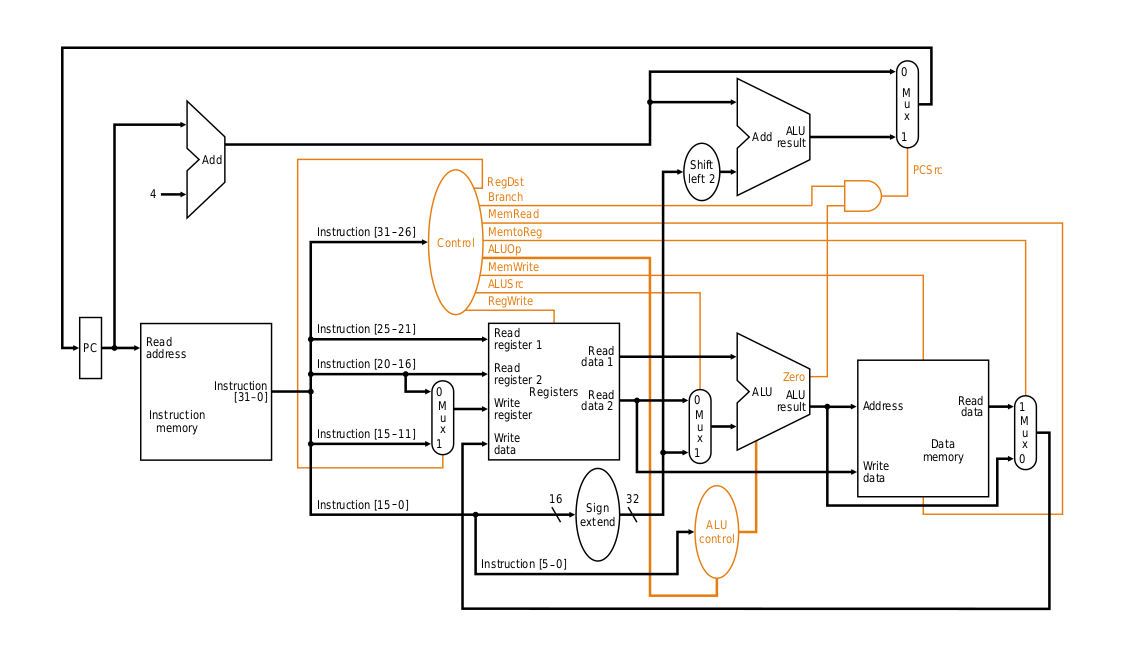 0
M
u
x
1
Add
ALU
result
Add
4
Shift
left 2
PCSrc
RegDst
Branch
MemRead
MemtoReg
ALUOp
MemWrite
ALUSrc
RegWrite
Control
Instruction [31–26]
Instruction [25–21]
Instruction [20–16]
Instruction [15–11]
Instruction [15–0]
Instruction [5–0]
PC
Read
address
Instruction
[31–0]
Instruction
memory
0
M
u
x
1
Read
register 1
Read
register 2
Write
register
Write
data
Registers
Read
data 1
Read
data 2
0
M
u
x
1
Zero
ALU
ALU
result
Address
Write
data
Read
data
Data
memory
1
M
u
x
0
16
Sign
extend
32
ALU
control